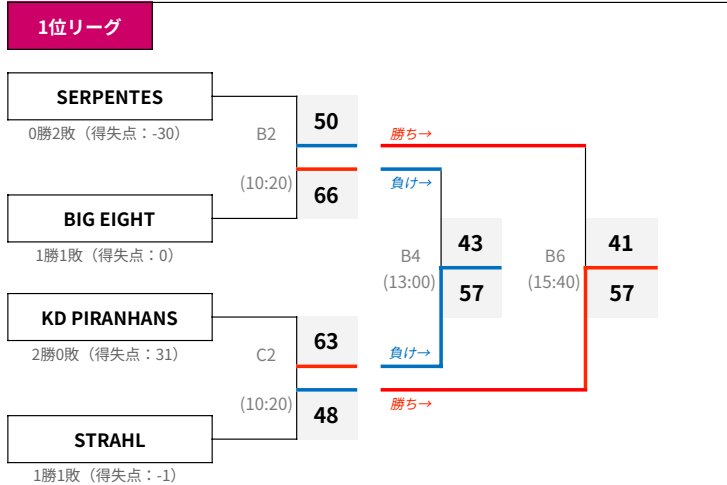 1位リーグ
SERPENTES
0勝2敗（得失点：-30）
B2
(10:20)
50
66
BIG EIGHT
1勝1敗（得失点：0）
勝ち→
負け→
B4
(13:00)
43
57
B6
(15:40)
41
57
KD PIRANHANS
2勝0敗（得失点：31）
C2
(10:20)
63
48
負け→
勝ち→
STRAHL
1勝1敗（得失点：-1）